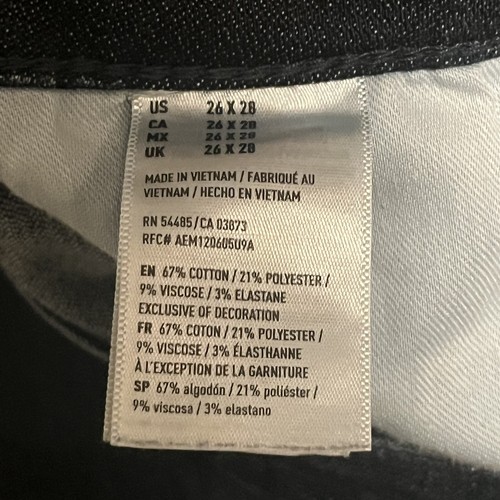 US 26 X 28
CA 26 X 28
MX 26 X 28
UK 26 X 28
MADE IN VIETNAM / FABRIQUÉ AU
VIETNAM / HECHO EN VIETNAM
RN 54485/CA 03873
RFC# AEM120605U9A
EN 67% COTTON / 21% POLYESTER /
9% VISCOSE / 3% ELASTANE
EXCLUSIVE OF DECORATION
FR 67% COTON / 21% POLYESTER /
9% VISCOSE / 3% ÉLASTHANNE
À L'EXCEPTION DE LA GARNITURE
SP 67% algodón / 21% poliéster /
9% viscosa / 3% elastano